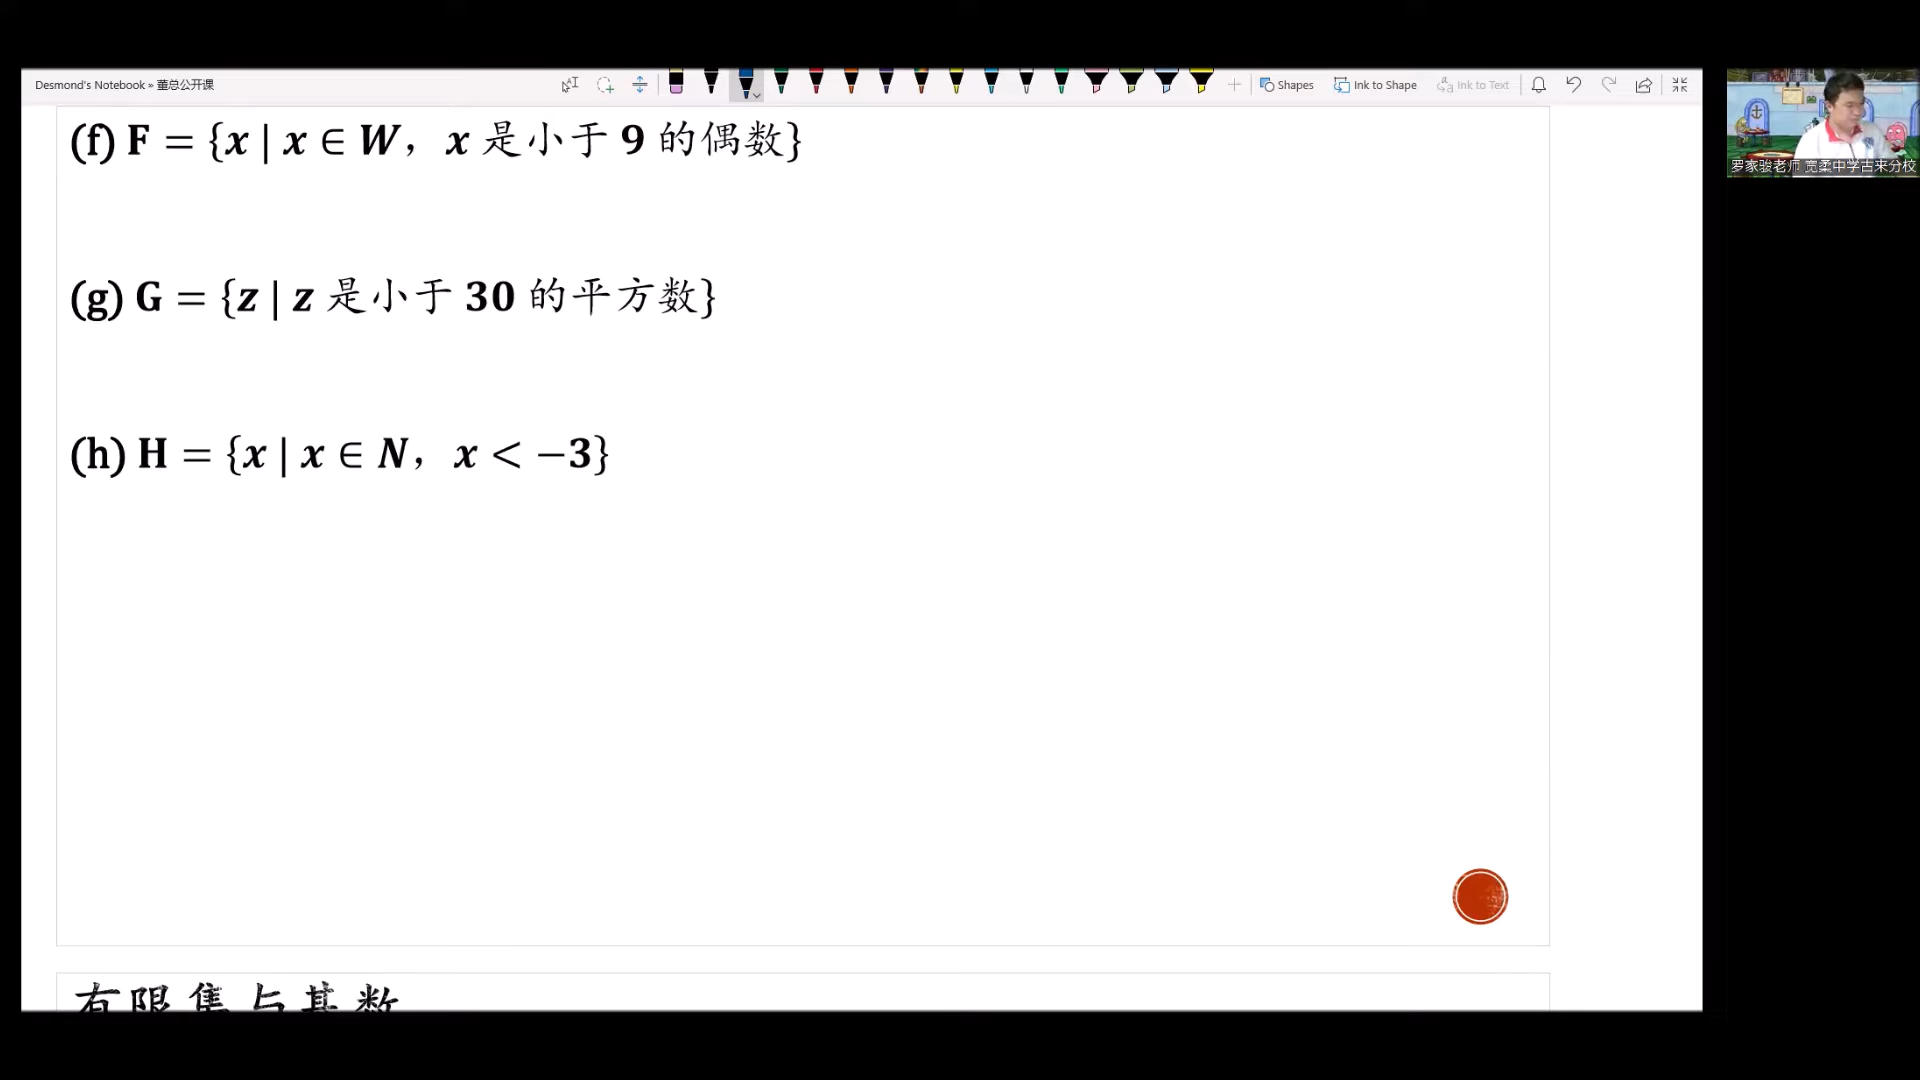 Desmond's Notebook » 董总公开课
Shapes
Ink to Shape
Ink to Text
(f) F = {x | x ∈ W，x 是小于 9 的偶数}
罗家骏老师 宽柔中学古来分校
(g) G = {z | z 是小于 30 的平方数}
(h) H = {x | x ∈ N，x < −3}
有限集与基数